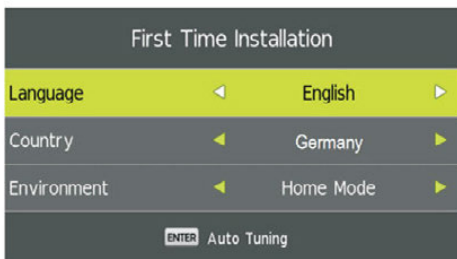 First Time Installation
Language English
Country Germany
Environment Home Mode
ENTER Auto Tuning